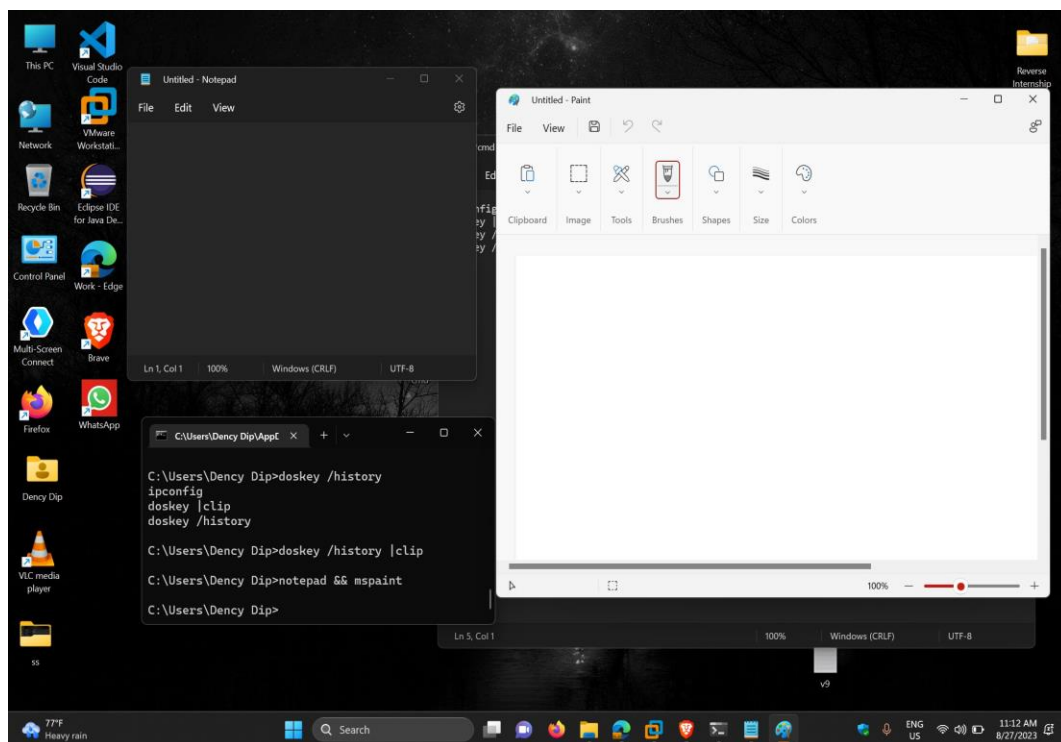 This PC
Visual Studio
Code
Network
VMware
Workstati...
Recycle Bin
Eclipse IDE
for Java De...
Control Panel
Work - Edge
Multi-Screen
Connect
Brave
Firefox
WhatsApp
Dency Dip
VLC media
player
ss
Reverse
Internship
v9
Untitled - Notepad
File Edit View
Ln 1, Col 1 100% Windows (CRLF) UTF-8
Untitled - Paint
File View
Clipboard Image Tools Brushes Shapes Size Colors
100%
C:\Users\Dency Dip\App
C:\Users\Dency Dip>doskey /history
ipconfig
doskey |clip
doskey /history
C:\Users\Dency Dip>doskey /history |clip
C:\Users\Dency Dip>notepad && mspaint
C:\Users\Dency Dip>
Ln 5, Col 1 100% Windows (CRLF) UTF-8
77°F
Heavy rain
Search
ENG
US
11:12 AM
8/27/2023